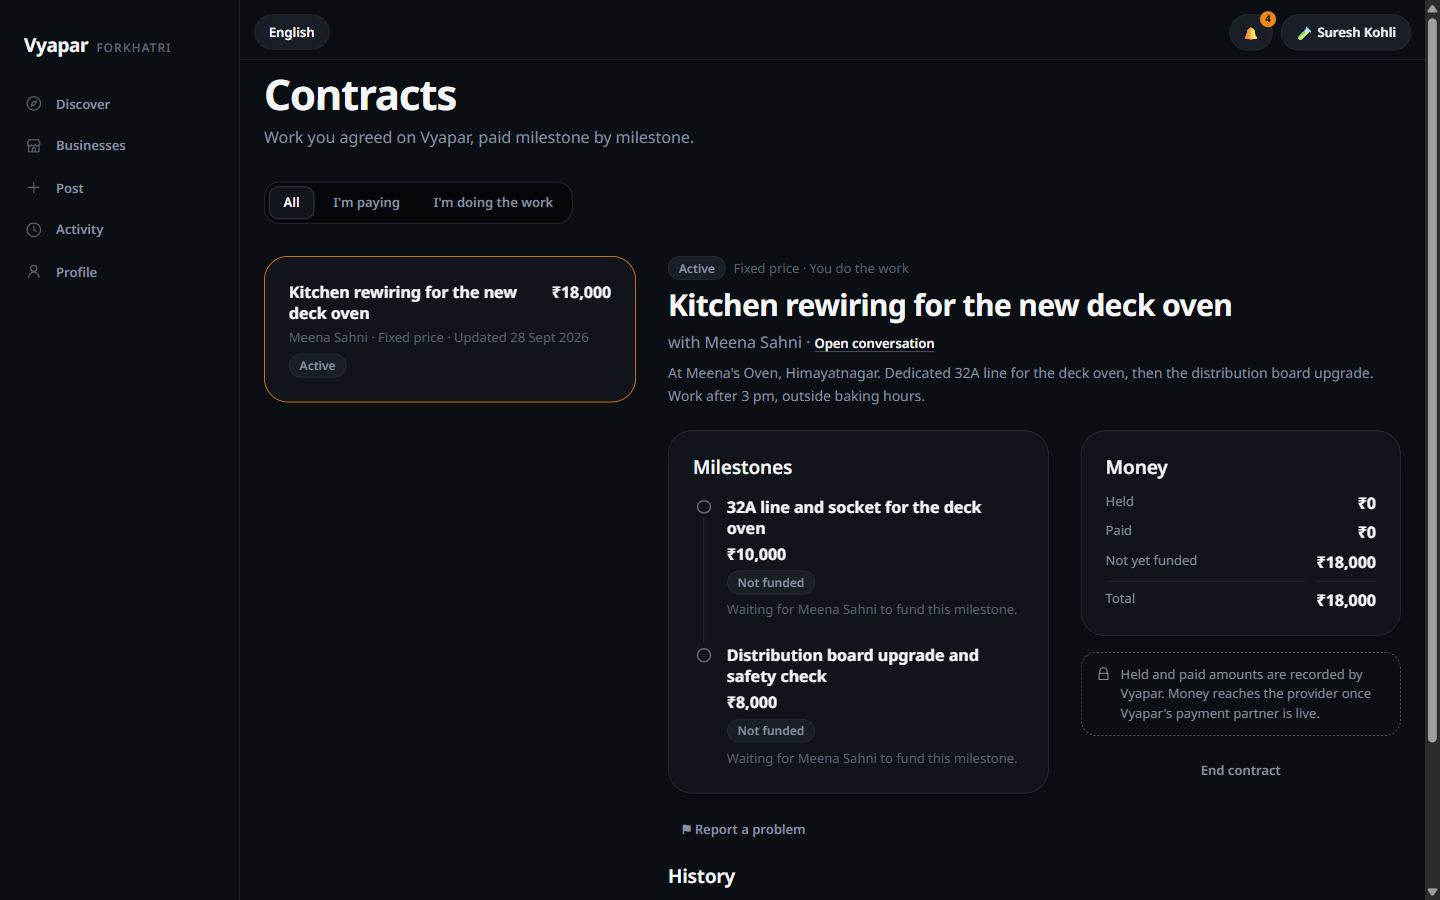 Vyapar FORKHATRI
Discover
Businesses
Post
Activity
Profile
English
4
Suresh Kohli
Contracts
Work you agreed on Vyapar, paid milestone by milestone.
All
I'm paying
I'm doing the work
Kitchen rewiring for the new
deck oven
₹18,000
Meena Sahni · Fixed price · Updated 28 Sept 2026
Active
Active
Fixed price · You do the work
Kitchen rewiring for the new deck oven
with Meena Sahni · Open conversation
At Meena's Oven, Himayatnagar. Dedicated 32A line for the deck oven, then the distribution board upgrade.
Work after 3 pm, outside baking hours.
Milestones
32A line and socket for the deck
oven
₹10,000
Not funded
Waiting for Meena Sahni to fund this milestone.
Distribution board upgrade and
safety check
₹8,000
Not funded
Waiting for Meena Sahni to fund this milestone.
Money
Held ₹0
Paid ₹0
Not yet funded ₹18,000
Total ₹18,000
Held and paid amounts are recorded by
Vyapar. Money reaches the provider once
Vyapar's payment partner is live.
End contract
Report a problem
History